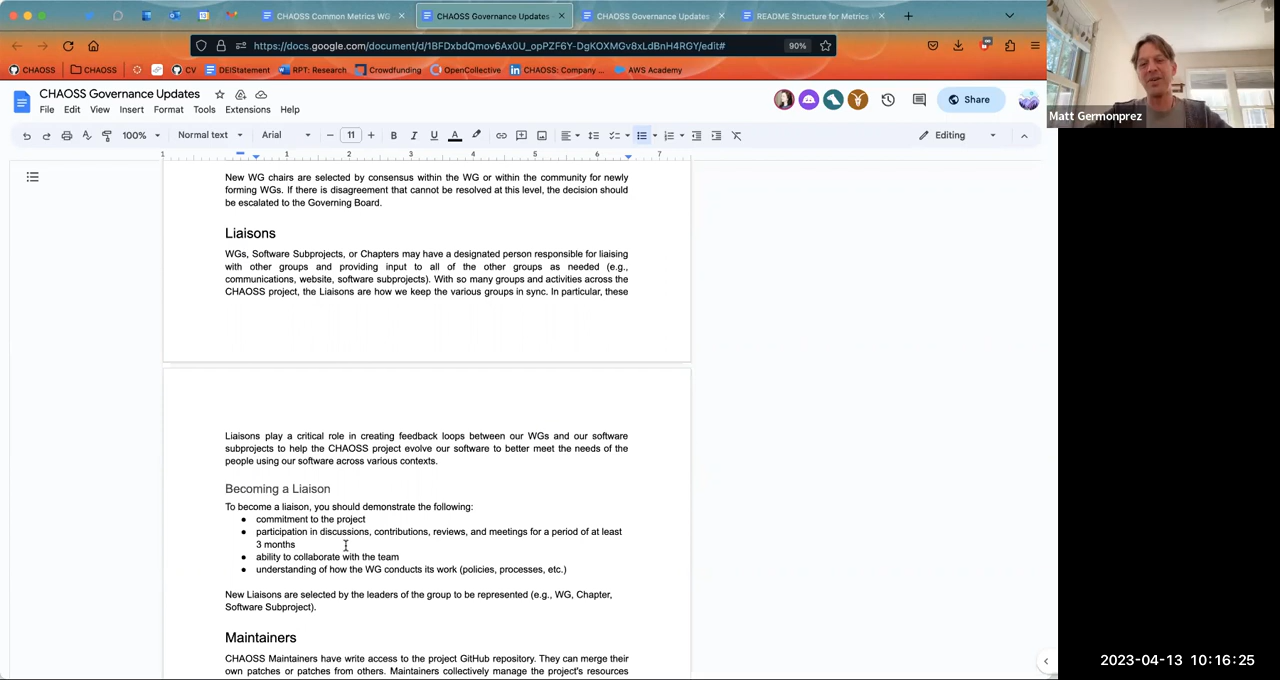 CHAOSS Common Metrics WG
CHAOSS Governance Updates
CHAOSS Governance Updates
README Structure for Metrics
https://docs.google.com/document/d/1BFDxbdQmov6Ax0U_opPZF6Y-DgKOXMGv8xLdBnH4RGY/edit#
90%
CHAOSS
CHAOSS
CV
DEIStatement
RPT: Research
Crowdfunding
OpenCollective
CHAOSS: Company ...
AWS Academy
CHAOSS Governance Updates
File Edit View Insert Format Tools Extensions Help
Share
100% Normal text Arial 11 B I U A Editing
1 1 2 3 4 5 6 7
New WG chairs are selected by consensus within the WG or within the community for newly
forming WGs. If there is disagreement that cannot be resolved at this level, the decision should
be escalated to the Governing Board.
Liaisons
WGs, Software Subprojects, or Chapters may have a designated person responsible for liaising
with other groups and providing input to all of the other groups as needed (e.g.,
communications, website, software subprojects). With so many groups and activities across the
CHAOSS project, the Liaisons are how we keep the various groups in sync. In particular, these
Liaisons play a critical role in creating feedback loops between our WGs and our software
subprojects to help the CHAOSS project evolve our software to better meet the needs of the
people using our software across various contexts.
Becoming a Liaison
To become a liaison, you should demonstrate the following:
● commitment to the project
● participation in discussions, contributions, reviews, and meetings for a period of at least
3 months
● ability to collaborate with the team
● understanding of how the WG conducts its work (policies, processes, etc.)
New Liaisons are selected by the leaders of the group to be represented (e.g., WG, Chapter,
Software Subproject).
Maintainers
CHAOSS Maintainers have write access to the project GitHub repository. They can merge their
own patches or patches from others. Maintainers collectively manage the project's resources
Matt Germonprez
2023-04-13 10:16:25